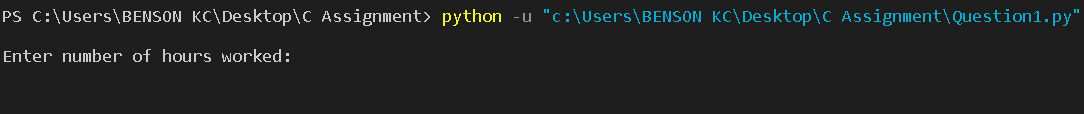 PS C:\Users\BENSON KC\Desktop\C Assignment> python -u "c:\Users\BENSON KC\Desktop\C Assignment\Question1.py"
Enter number of hours worked: